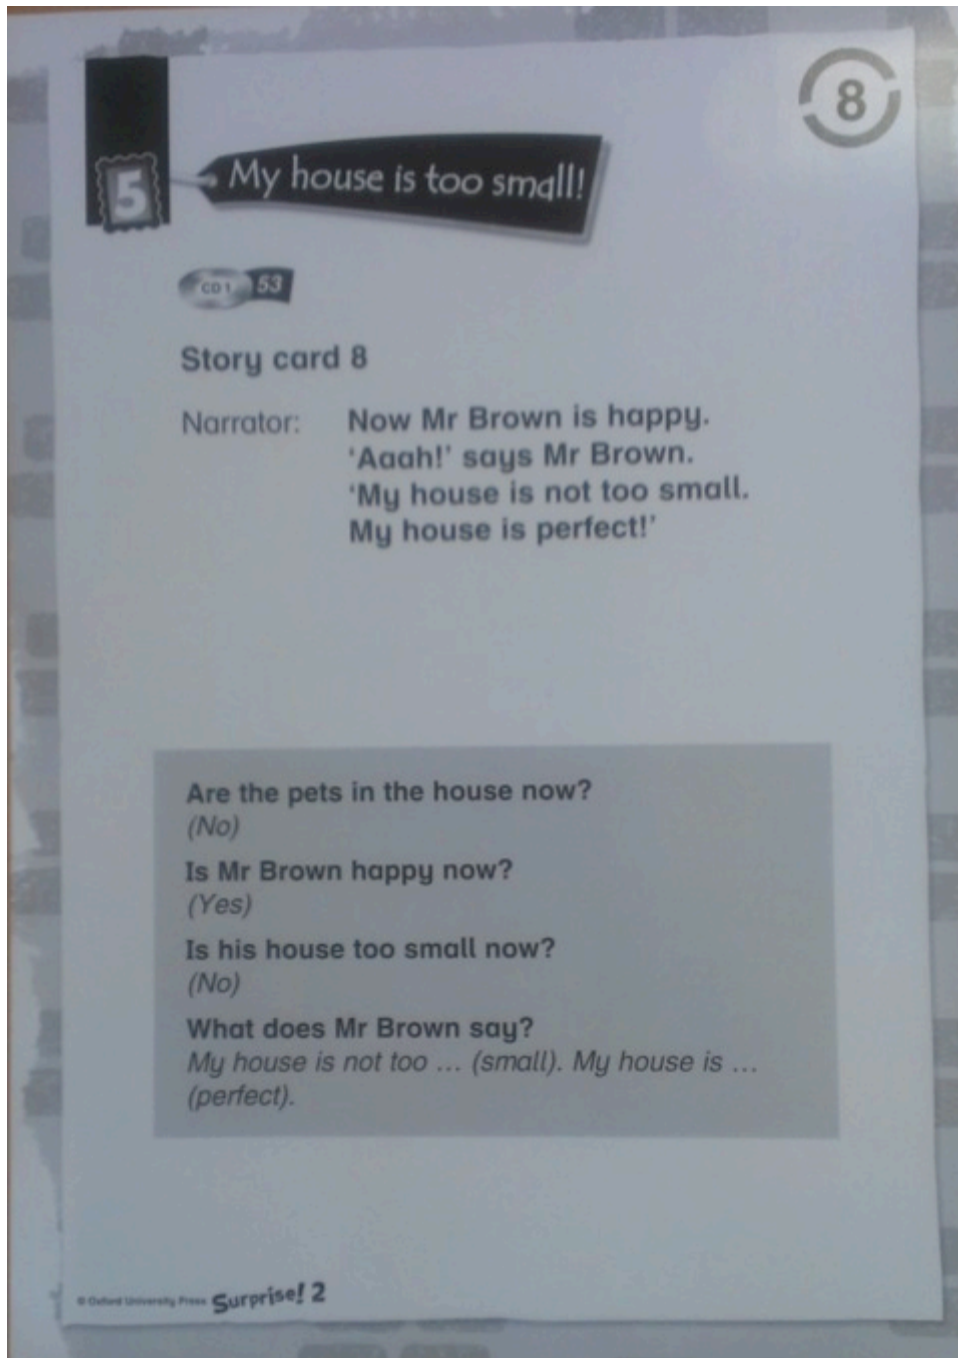 8
5
My house is too small!
CD 1 53
Story card 8
Narrator: Now Mr Brown is happy.
‘Aaah!’ says Mr Brown.
‘My house is not too small.
My house is perfect!’
Are the pets in the house now?
(No)
Is Mr Brown happy now?
(Yes)
Is his house too small now?
(No)
What does Mr Brown say?
My house is not too ... (small). My house is ...
(perfect).
© Oxford University Press Surprise! 2